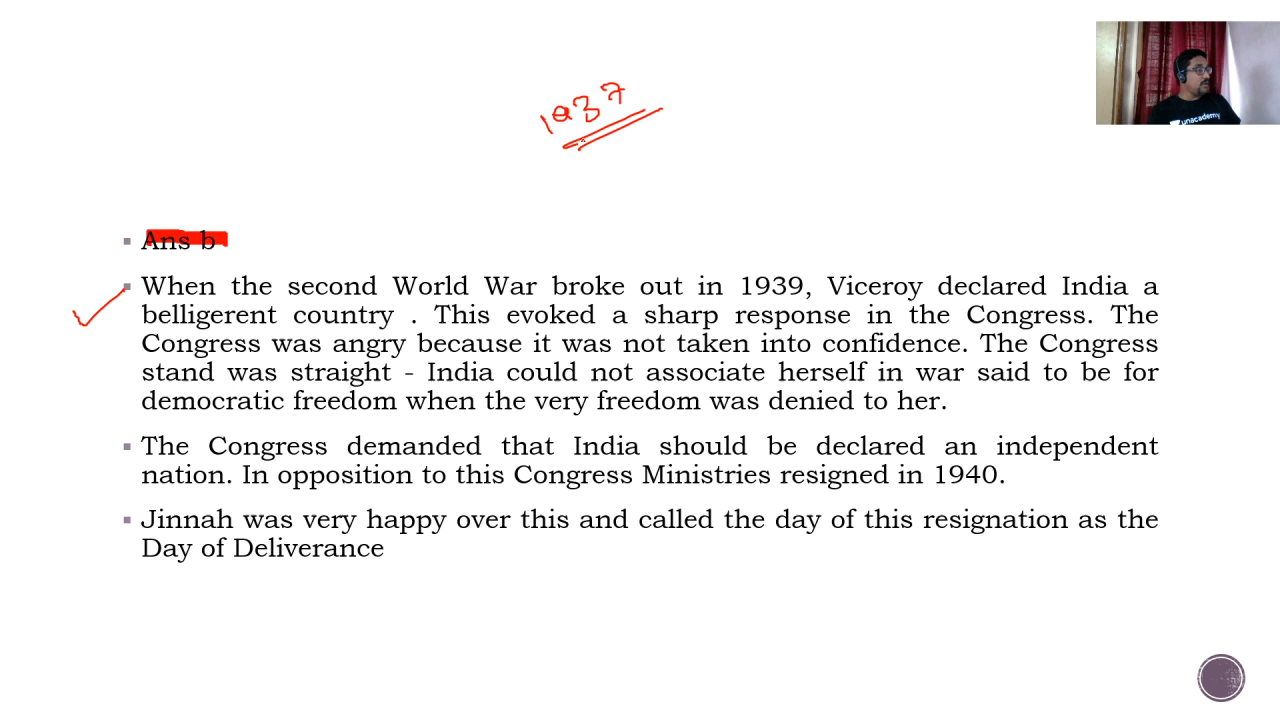 1937
unacademy
Ans b
When the second World War broke out in 1939, Viceroy declared India a
belligerent country . This evoked a sharp response in the Congress. The
Congress was angry because it was not taken into confidence. The Congress
stand was straight - India could not associate herself in war said to be for
democratic freedom when the very freedom was denied to her.
The Congress demanded that India should be declared an independent
nation. In opposition to this Congress Ministries resigned in 1940.
Jinnah was very happy over this and called the day of this resignation as the
Day of Deliverance